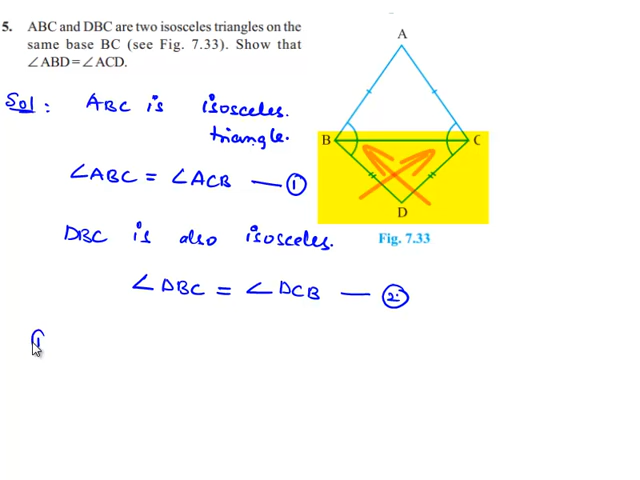 5. ABC and DBC are two isosceles triangles on the
same base BC (see Fig. 7.33). Show that
∠ABD = ∠ACD.
Sol : ABC is isosceles.
triangle.
∠ABC = ∠ACB — ①
DBC is also isosceles.
∠DBC = ∠DCB — ②
A
B
C
D
Fig. 7.33